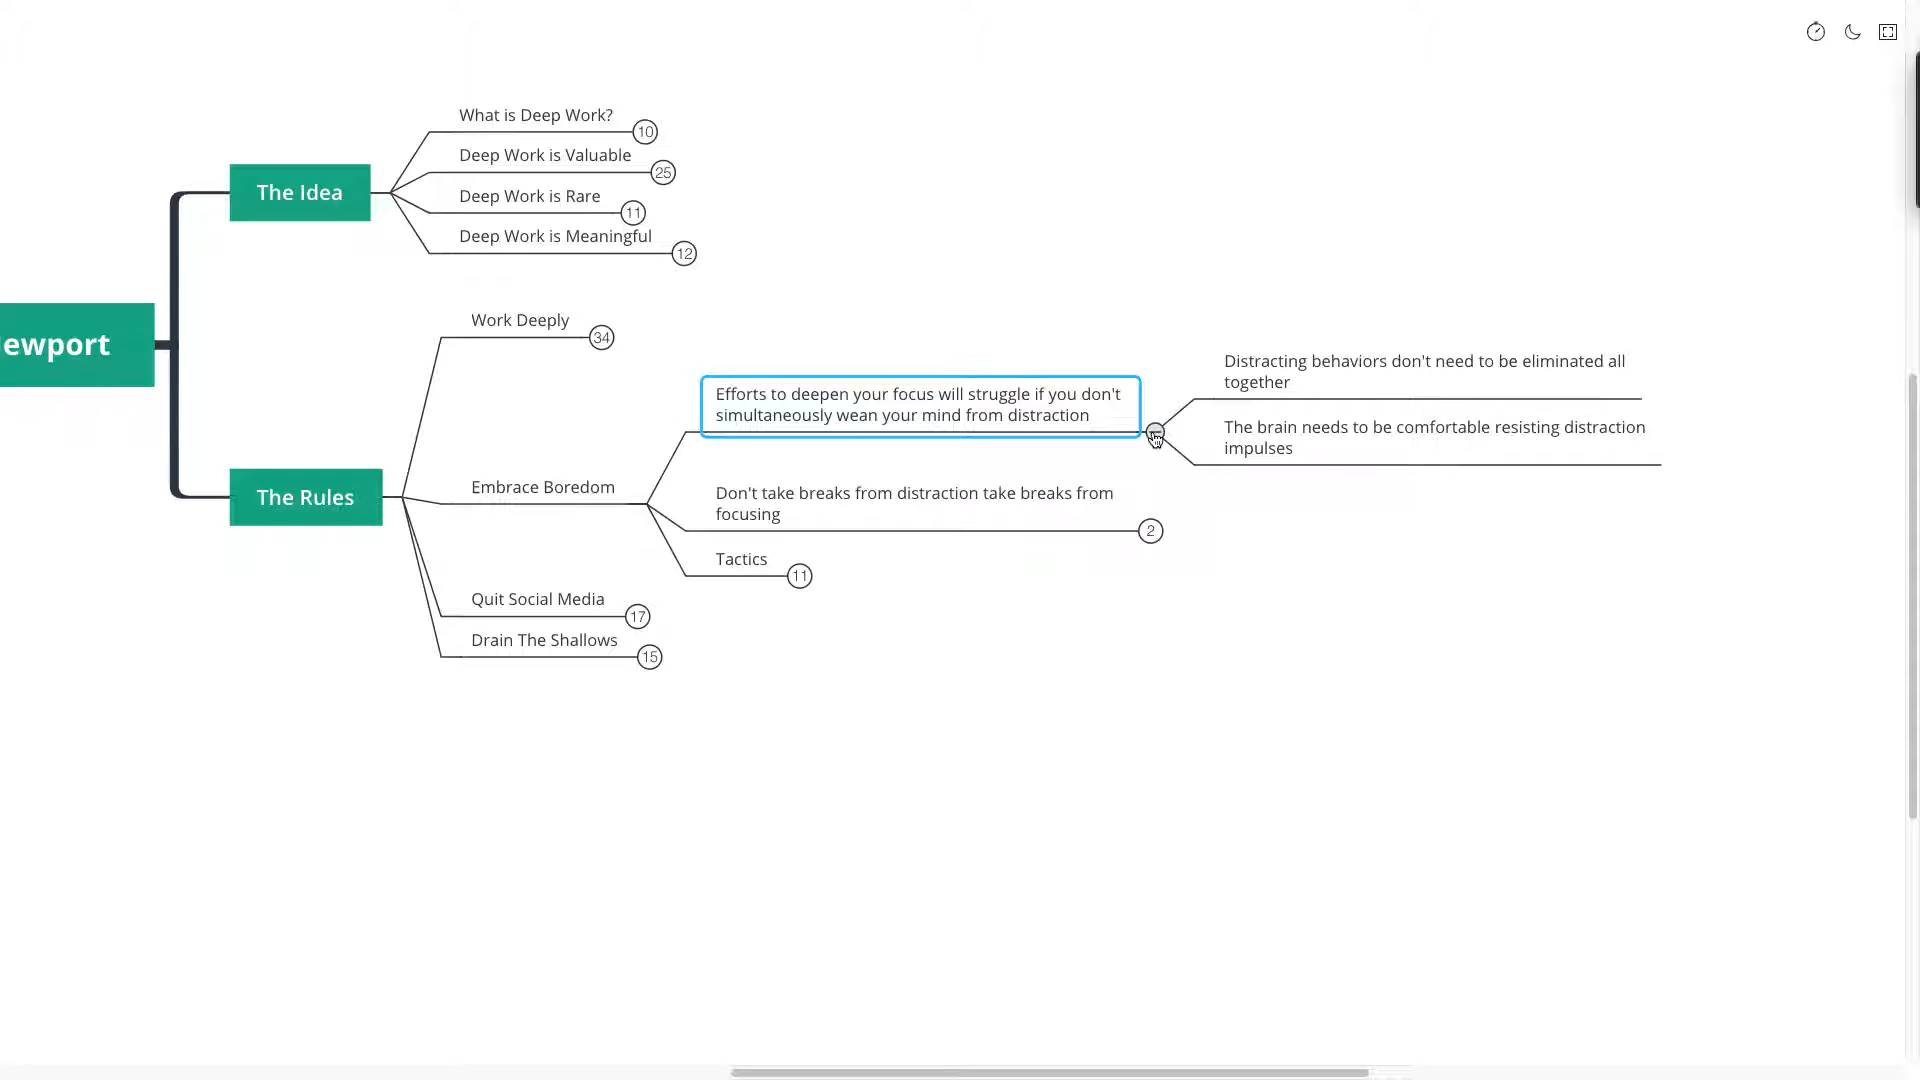 What is Deep Work?
10
Deep Work is Valuable
25
Deep Work is Rare
11
Deep Work is Meaningful
12
The Idea
ewport
The Rules
Work Deeply
34
Embrace Boredom
Efforts to deepen your focus will struggle if you don't
simultaneously wean your mind from distraction
Distracting behaviors don't need to be eliminated all
together
The brain needs to be comfortable resisting distraction
impulses
Don't take breaks from distraction take breaks from
focusing
2
Tactics
11
Quit Social Media
17
Drain The Shallows
15